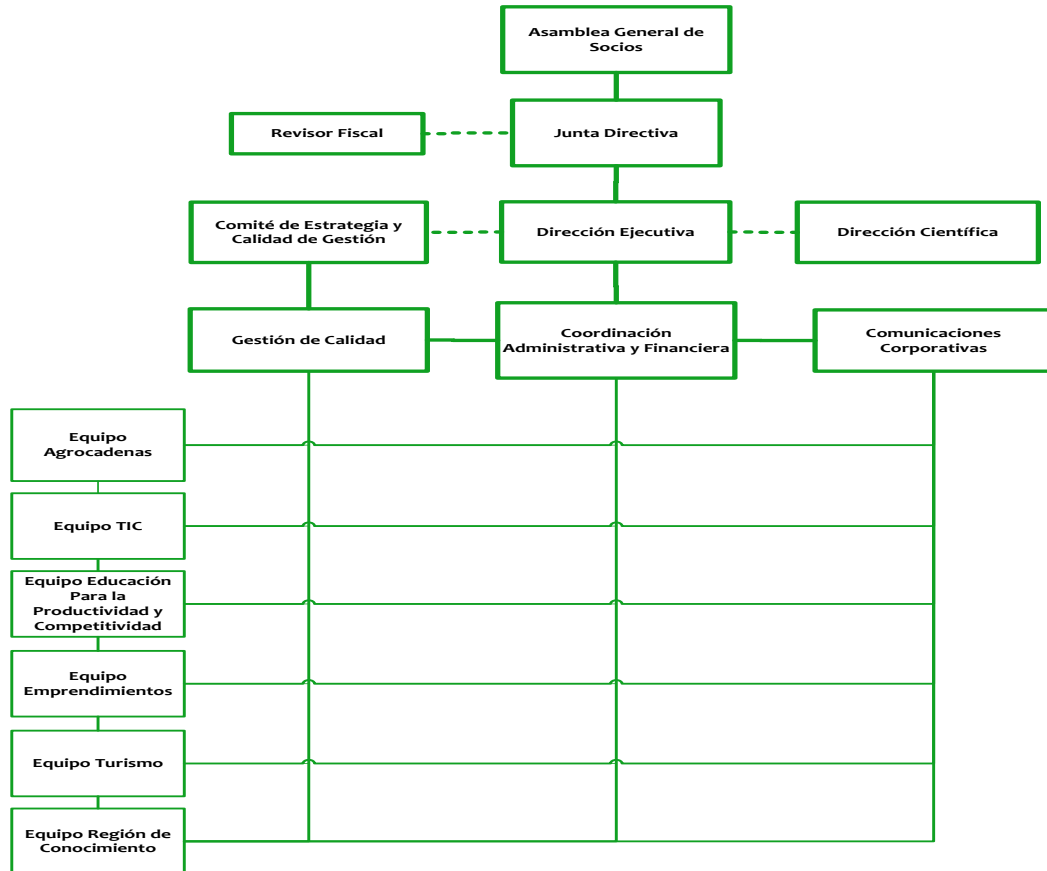 Asamblea General de
Socios
Revisor Fiscal
Junta Directiva
Comité de Estrategia y
Calidad de Gestión
Dirección Ejecutiva
Dirección Científica
Gestión de Calidad
Coordinación
Administrativa y Financiera
Comunicaciones
Corporativas
Equipo
Agrocadenas
Equipo TIC
Equipo Educación
Para la
Productividad y
Competitividad
Equipo
Emprendimientos
Equipo Turismo
Equipo Región de
Conocimiento